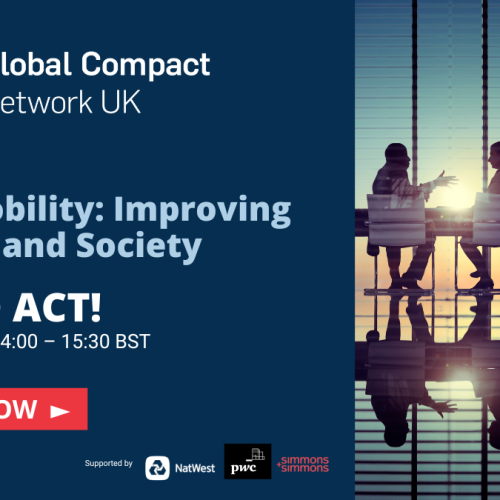 lobal Compact
etwork UK
obility: Improving
and Society
ACT!
4:00 – 15:30 BST
OW
Supported by
NatWest
pwc
+simmons
+simmons